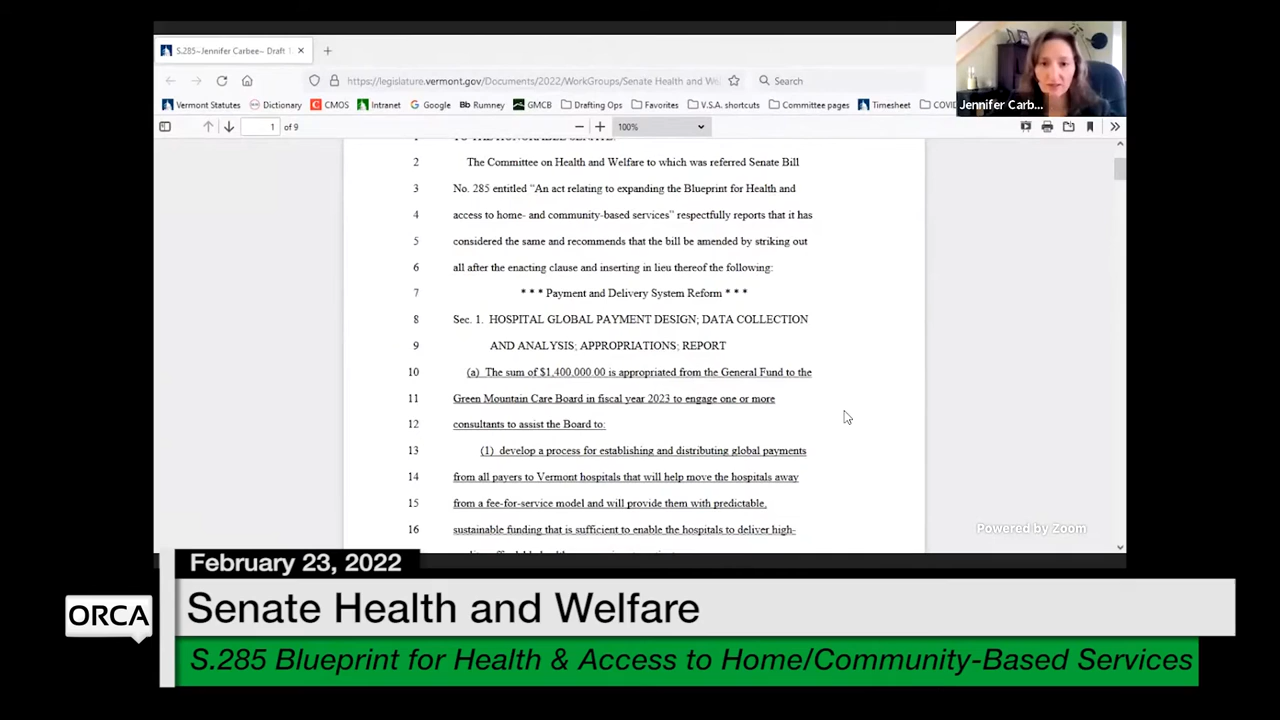 S.285~Jennifer Carbee~ Draft
https://legislature.vermont.gov/Documents/2022/WorkGroups/Senate Health and We
Search
Vermont Statutes Dictionary CMOS Intranet Google Bb Rumney GMCB Drafting Ops Favorites V.S.A. shortcuts Committee pages Timesheet COVI
Jennifer Carb...
1 of 9
100%
1 TO THE HONORABLE SENATE:
2 The Committee on Health and Welfare to which was referred Senate Bill
3 No. 285 entitled “An act relating to expanding the Blueprint for Health and
4 access to home- and community-based services” respectfully reports that it has
5 considered the same and recommends that the bill be amended by striking out
6 all after the enacting clause and inserting in lieu thereof the following:
7 * * * Payment and Delivery System Reform * * *
8 Sec. 1. HOSPITAL GLOBAL PAYMENT DESIGN; DATA COLLECTION
9 AND ANALYSIS; APPROPRIATIONS; REPORT
10 (a) The sum of $1,400,000.00 is appropriated from the General Fund to the
11 Green Mountain Care Board in fiscal year 2023 to engage one or more
12 consultants to assist the Board to:
13 (1) develop a process for establishing and distributing global payments
14 from all payers to Vermont hospitals that will help move the hospitals away
15 from a fee-for-service model and will provide them with predictable,
16 sustainable funding that is sufficient to enable the hospitals to deliver high-
Powered by Zoom
February 23, 2022
ORCA
Senate Health and Welfare
S.285 Blueprint for Health & Access to Home/Community-Based Services